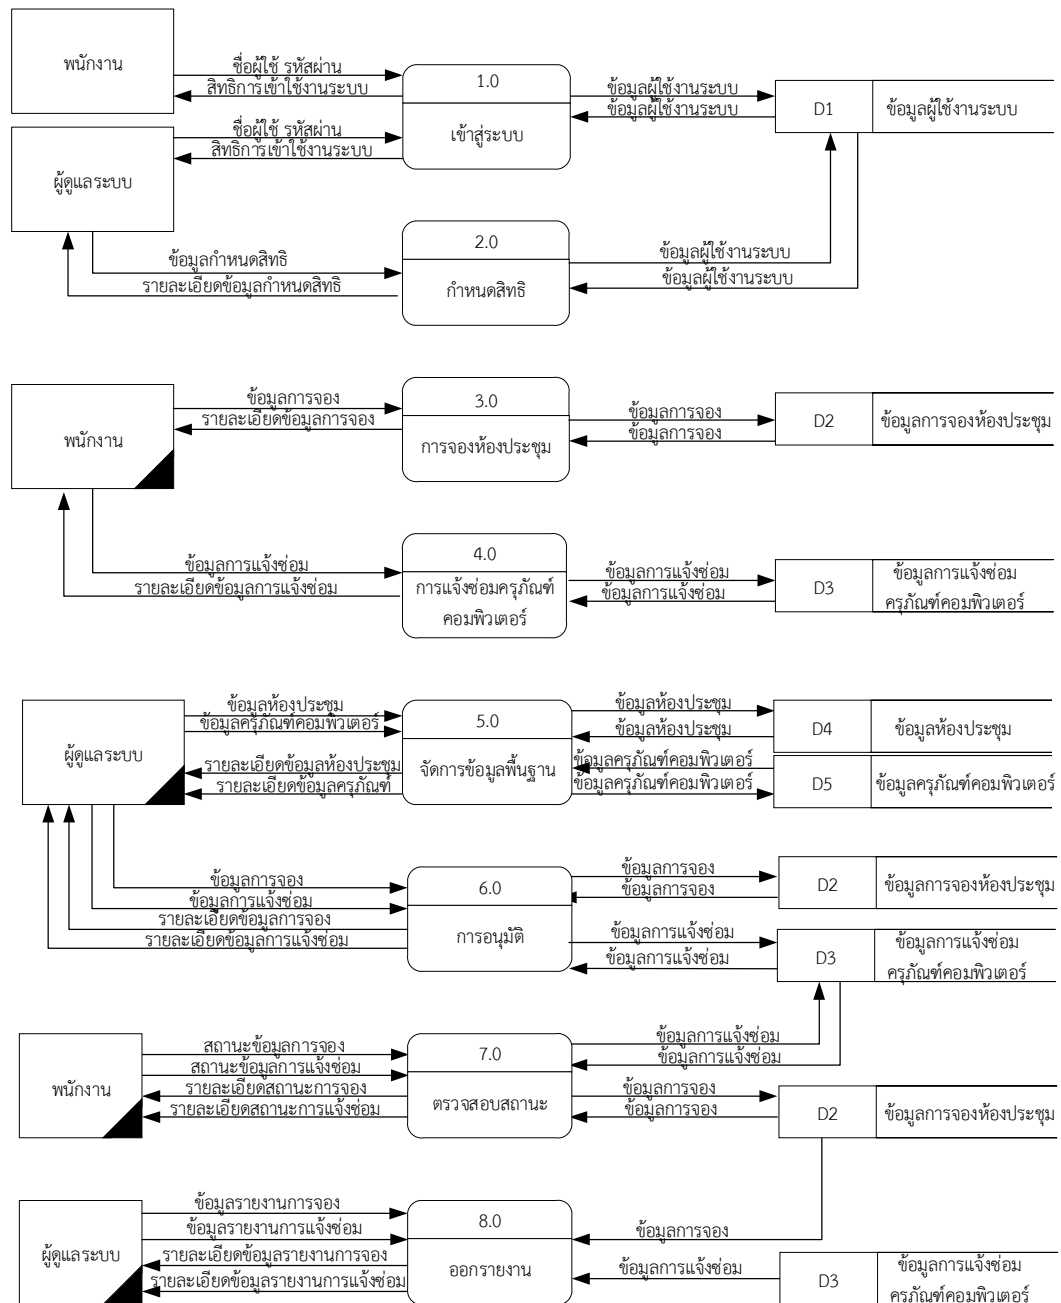 พนักงาน
ชื่อผู้ใช้ รหัสผ่าน
สิทธิการเข้าใช้งานระบบ
1.0
เข้าสู่ระบบ
ข้อมูลผู้ใช้งานระบบ
ข้อมูลผู้ใช้งานระบบ
D1
ข้อมูลผู้ใช้งานระบบ
ผู้ดูแลระบบ
ชื่อผู้ใช้ รหัสผ่าน
สิทธิการเข้าใช้งานระบบ
ข้อมูลกำหนดสิทธิ
รายละเอียดข้อมูลกำหนดสิทธิ
2.0
กำหนดสิทธิ
ข้อมูลผู้ใช้งานระบบ
ข้อมูลผู้ใช้งานระบบ
พนักงาน
ข้อมูลการจอง
รายละเอียดข้อมูลการจอง
3.0
การจองห้องประชุม
ข้อมูลการจอง
ข้อมูลการจอง
D2
ข้อมูลการจองห้องประชุม
ข้อมูลการแจ้งซ่อม
รายละเอียดข้อมูลการแจ้งซ่อม
4.0
การแจ้งซ่อมครุภัณฑ์
คอมพิวเตอร์
ข้อมูลการแจ้งซ่อม
ข้อมูลการแจ้งซ่อม
D3
ข้อมูลการแจ้งซ่อม
ครุภัณฑ์คอมพิวเตอร์
ผู้ดูแลระบบ
ข้อมูลห้องประชุม
ข้อมูลครุภัณฑ์คอมพิวเตอร์
รายละเอียดข้อมูลห้องประชุม
รายละเอียดข้อมูลครุภัณฑ์
5.0
จัดการข้อมูลพื้นฐาน
ข้อมูลห้องประชุม
ข้อมูลห้องประชุม
ข้อมูลครุภัณฑ์คอมพิวเตอร์
ข้อมูลครุภัณฑ์คอมพิวเตอร์
D4
ข้อมูลห้องประชุม
D5
ข้อมูลครุภัณฑ์คอมพิวเตอร์
ข้อมูลการจอง
ข้อมูลการแจ้งซ่อม
รายละเอียดข้อมูลการจอง
รายละเอียดข้อมูลการแจ้งซ่อม
6.0
การอนุมัติ
ข้อมูลการจอง
ข้อมูลการจอง
D2
ข้อมูลการจองห้องประชุม
ข้อมูลการแจ้งซ่อม
ข้อมูลการแจ้งซ่อม
D3
ข้อมูลการแจ้งซ่อม
ครุภัณฑ์คอมพิวเตอร์
พนักงาน
สถานะข้อมูลการจอง
สถานะข้อมูลการแจ้งซ่อม
รายละเอียดสถานะการจอง
รายละเอียดสถานะการแจ้งซ่อม
7.0
ตรวจสอบสถานะ
ข้อมูลการแจ้งซ่อม
ข้อมูลการแจ้งซ่อม
ข้อมูลการจอง
ข้อมูลการจอง
D2
ข้อมูลการจองห้องประชุม
ผู้ดูแลระบบ
ข้อมูลรายงานการจอง
ข้อมูลรายงานการแจ้งซ่อม
รายละเอียดข้อมูลรายงานการจอง
รายละเอียดข้อมูลรายงานการแจ้งซ่อม
8.0
ออกรายงาน
ข้อมูลการจอง
ข้อมูลการแจ้งซ่อม
D3
ข้อมูลการแจ้งซ่อม
ครุภัณฑ์คอมพิวเตอร์